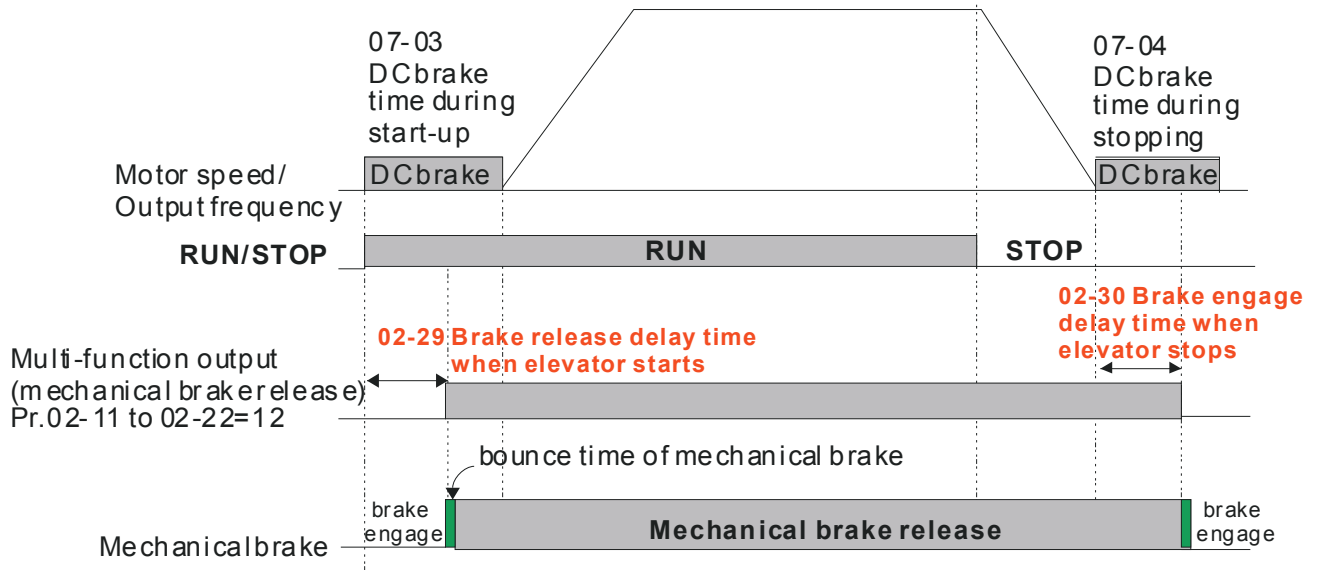 07-03
DCbrake
time during
start-up
07-04
DCbrake
time during
stopping
Motor speed/
Output frequency
DCbrake
DCbrake
RUN/STOP
RUN
STOP
02-29 Brake release delay time
when elevator starts
02-30 Brake engage
delay time when
elevator stops
Multi-function output
(mechanical brake release)
Pr.02-11 to 02-22=12
bounce time of mechanical brake
brake
engage
Mechanical brake release
brake
engage
Mechanical brake